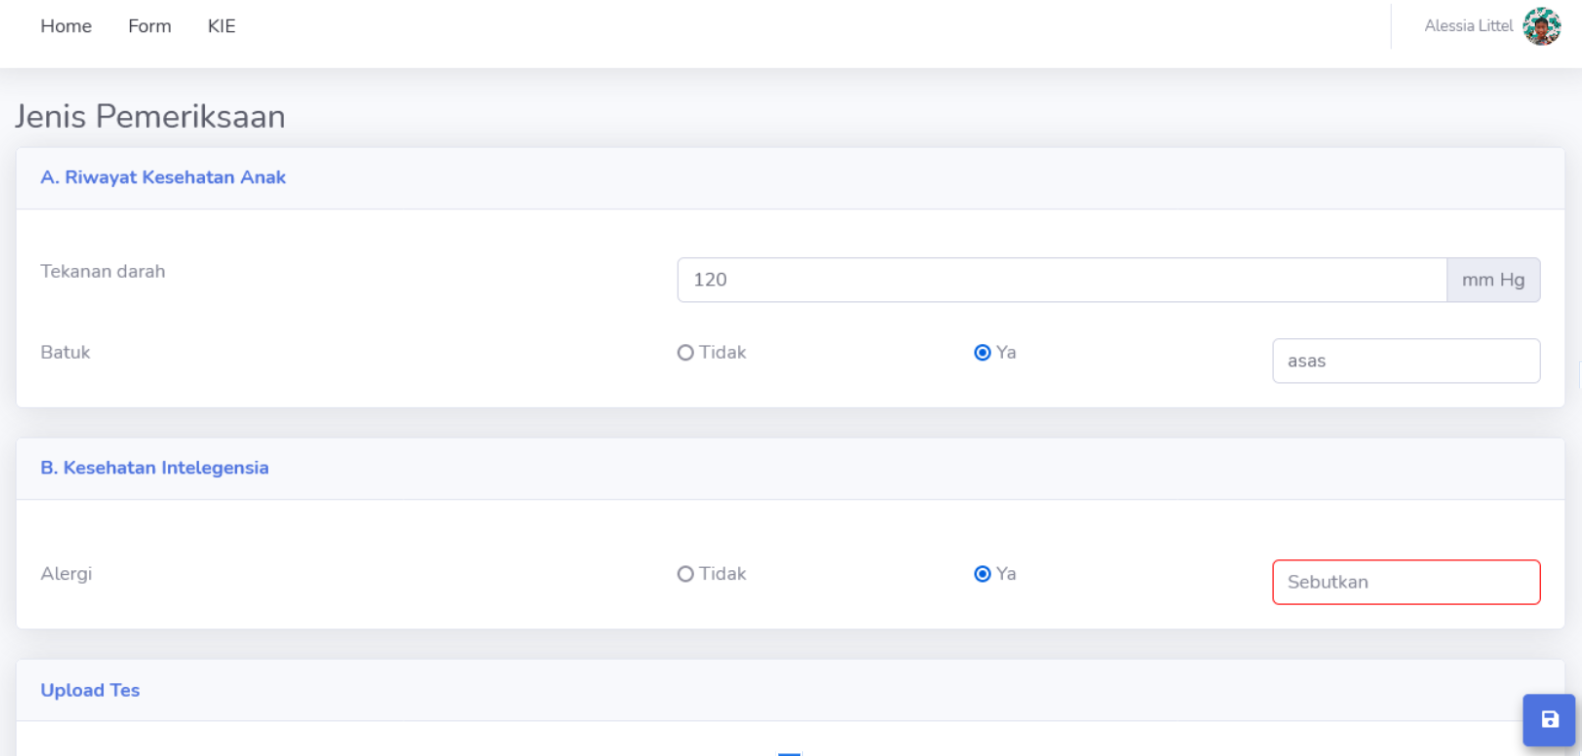 Home Form KIE Alessia Littel
Jenis Pemeriksaan
A. Riwayat Kesehatan Anak
Tekanan darah 120 mm Hg
Batuk Tidak Ya asas
B. Kesehatan Intelegensia
Alergi Tidak Ya Sebutkan
Upload Tes